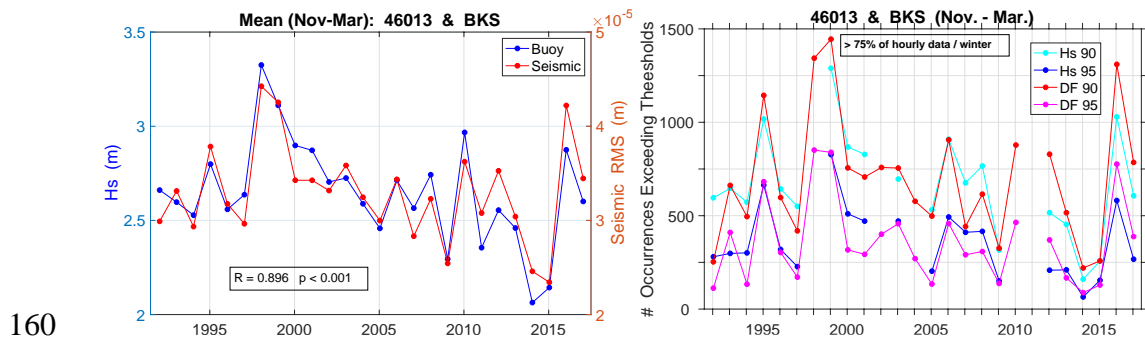 Mean (Nov-Mar): 46013 & BKS
×10-5
3.5
3
2.5
2
Hs (m)
5
4
3
2
Seismic RMS (m)
Buoy
Seismic
R = 0.896 p < 0.001
1995
2000
2005
2010
2015
46013 & BKS (Nov. - Mar.)
1500
1000
500
0
# Occurrences Exceeding Theesholds
> 75% of hourly data / winter
Hs 90
Hs 95
DF 90
DF 95
1995
2000
2005
2010
2015
160